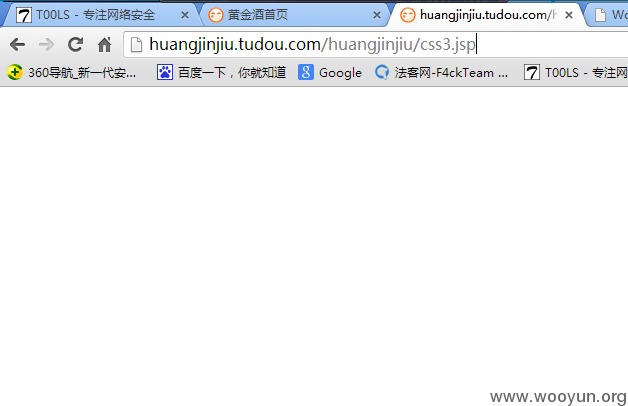 T00LS - 专注网络安全 黄金酒首页 huangjinjiu.tudou.com/h Wo
huangjinjiu.tudou.com/huangjinjiu/css3.jsp
360导航_新一代安... 百度一下，你就知道 Google 法客网-F4ckTeam ... T00LS - 专注网
www.wooyun.org